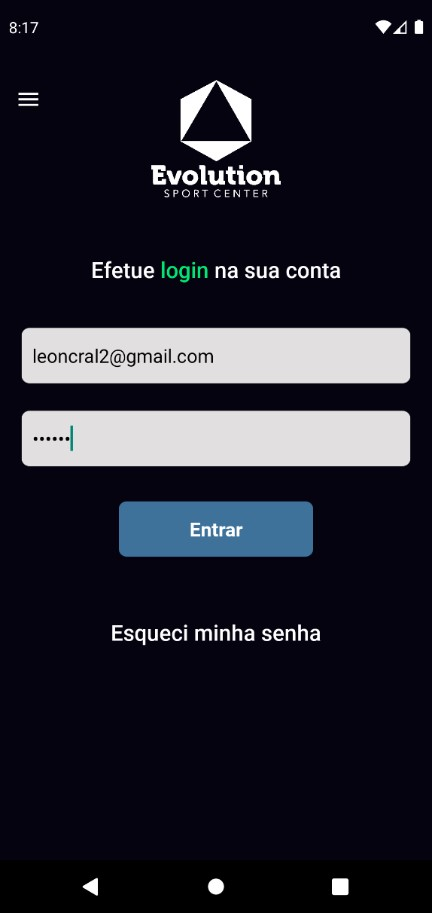 8:17
Evolution
SPORT CENTER
Efetue login na sua conta
leoncral2@gmail.com
••••••
Entrar
Esqueci minha senha